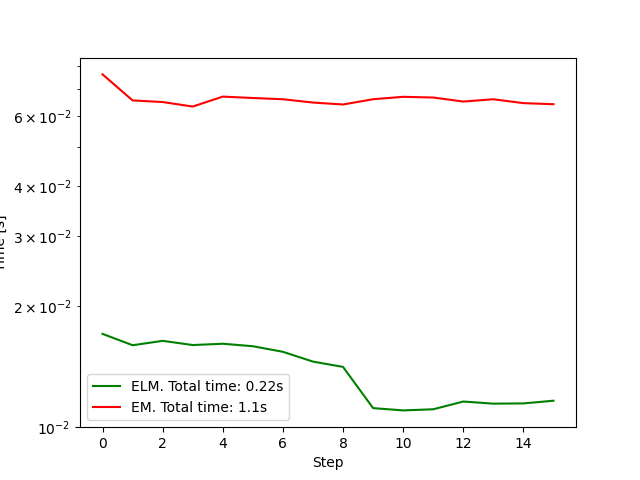 6 × 10⁻²
4 × 10⁻²
3 × 10⁻²
2 × 10⁻²
10⁻²
ELM. Total time: 0.22s
EM. Total time: 1.1s
0 2 4 6 8 10 12 14
Step